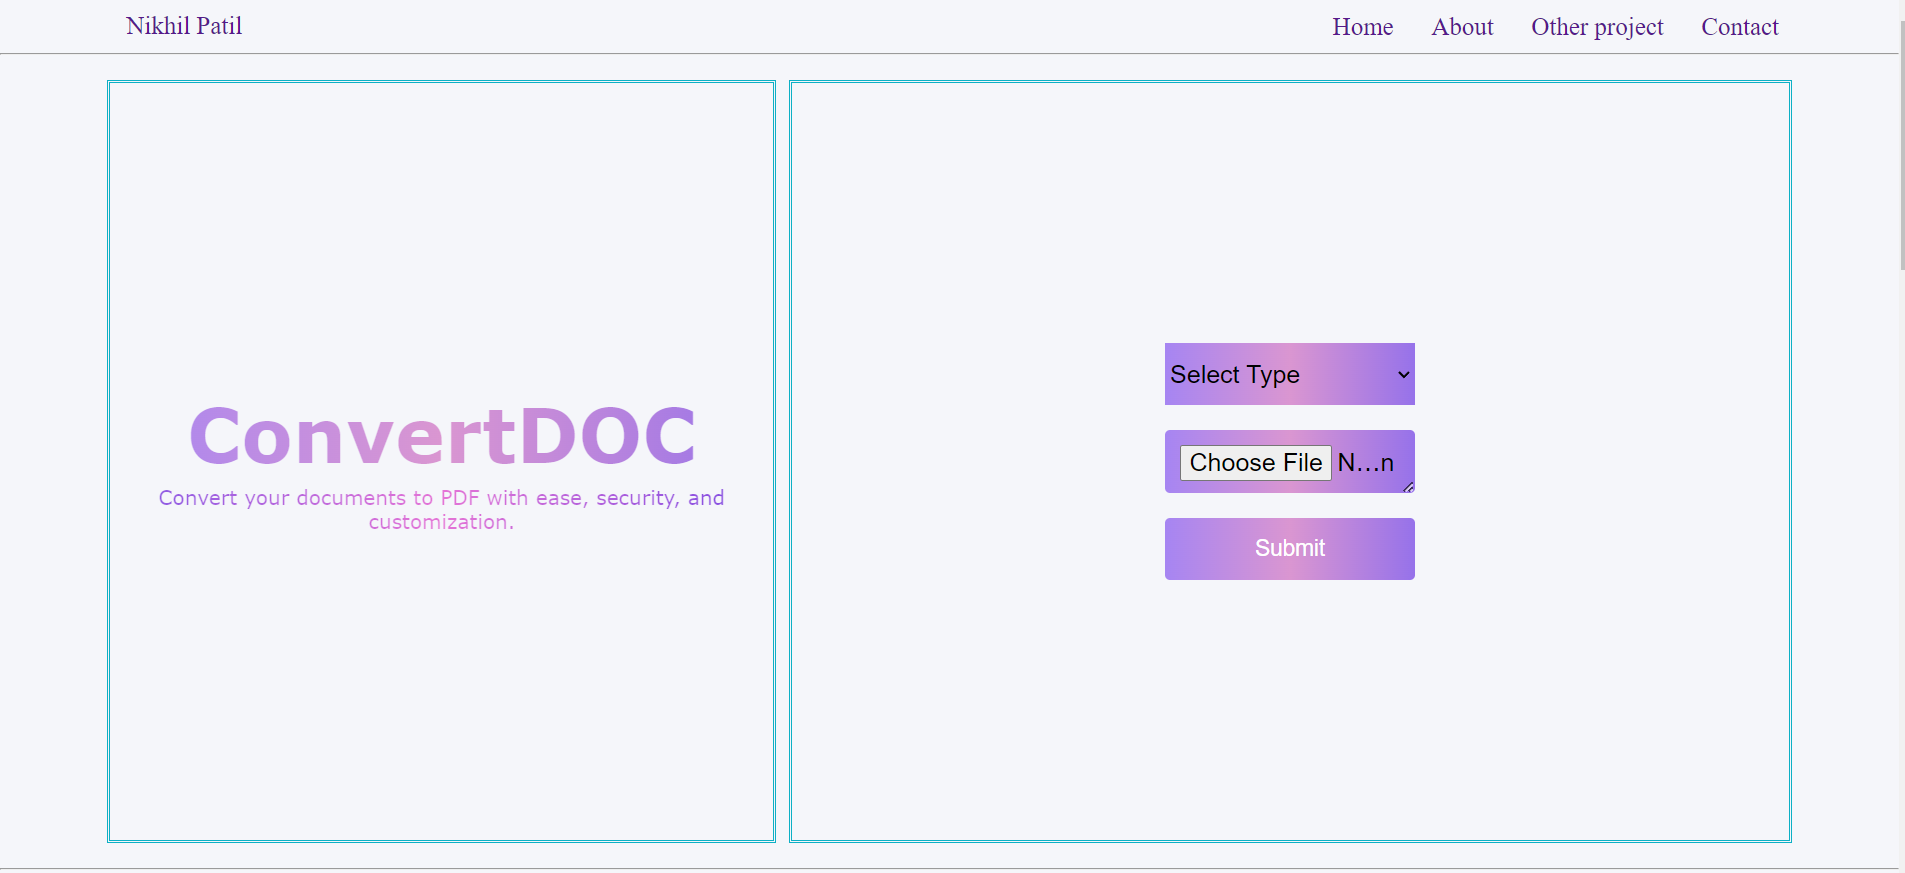 Nikhil Patil
Home About Other project Contact
ConvertDOC
Convert your documents to PDF with ease, security, and
customization.
Select Type
Choose File N...n
Submit